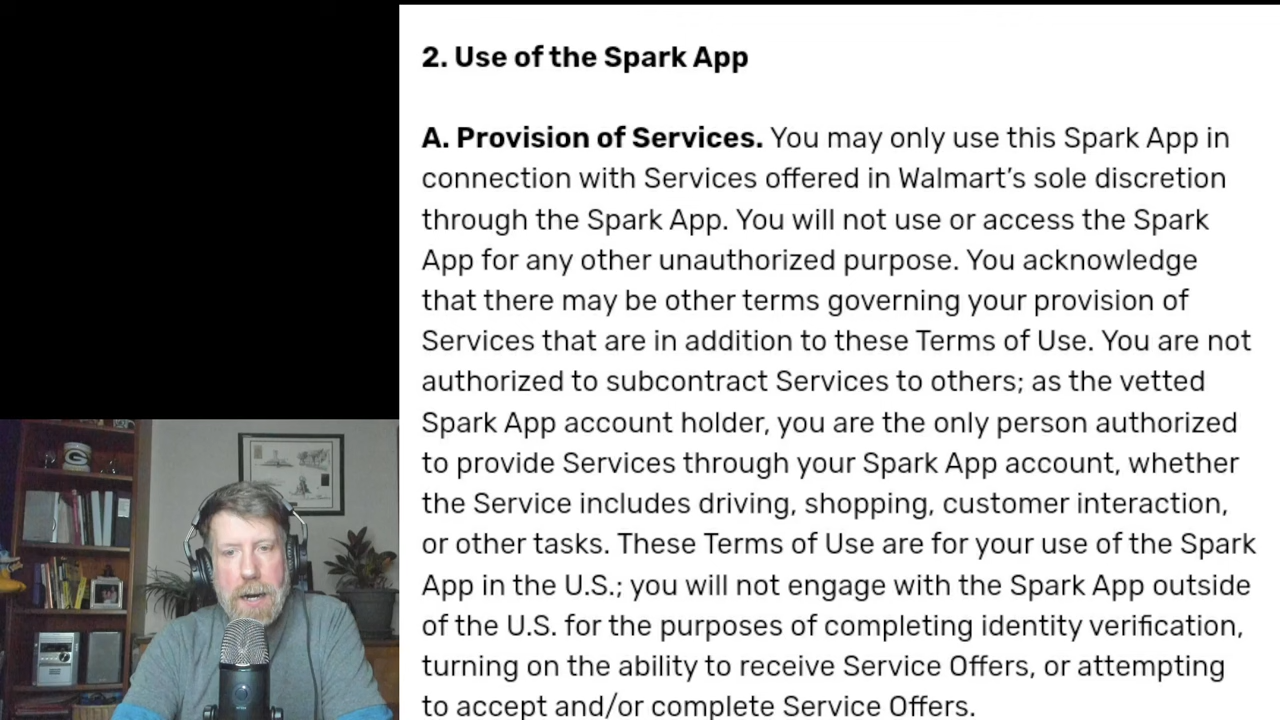 2. Use of the Spark App
A. Provision of Services. You may only use this Spark App in
connection with Services offered in Walmart’s sole discretion
through the Spark App. You will not use or access the Spark
App for any other unauthorized purpose. You acknowledge
that there may be other terms governing your provision of
Services that are in addition to these Terms of Use. You are not
authorized to subcontract Services to others; as the vetted
Spark App account holder, you are the only person authorized
to provide Services through your Spark App account, whether
the Service includes driving, shopping, customer interaction,
or other tasks. These Terms of Use are for your use of the Spark
App in the U.S.; you will not engage with the Spark App outside
of the U.S. for the purposes of completing identity verification,
turning on the ability to receive Service Offers, or attempting
to accept and/or complete Service Offers.